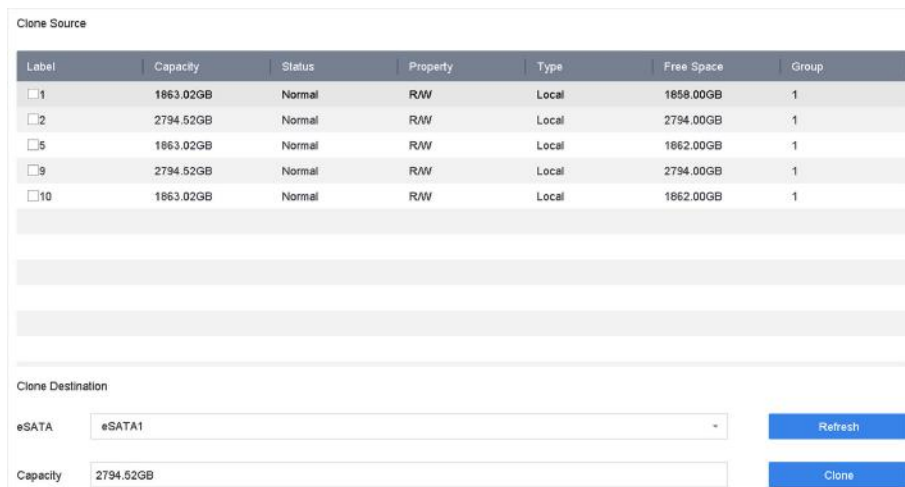 Clone Source
Label Capacity Status Property Type Free Space Group
1 1863.02GB Normal R/W Local 1858.00GB 1
2 2794.52GB Normal R/W Local 2794.00GB 1
5 1863.02GB Normal R/W Local 1862.00GB 1
9 2794.52GB Normal R/W Local 2794.00GB 1
10 1863.02GB Normal R/W Local 1862.00GB 1
Clone Destination
eSATA eSATA1 Refresh
Capacity 2794.52GB Clone